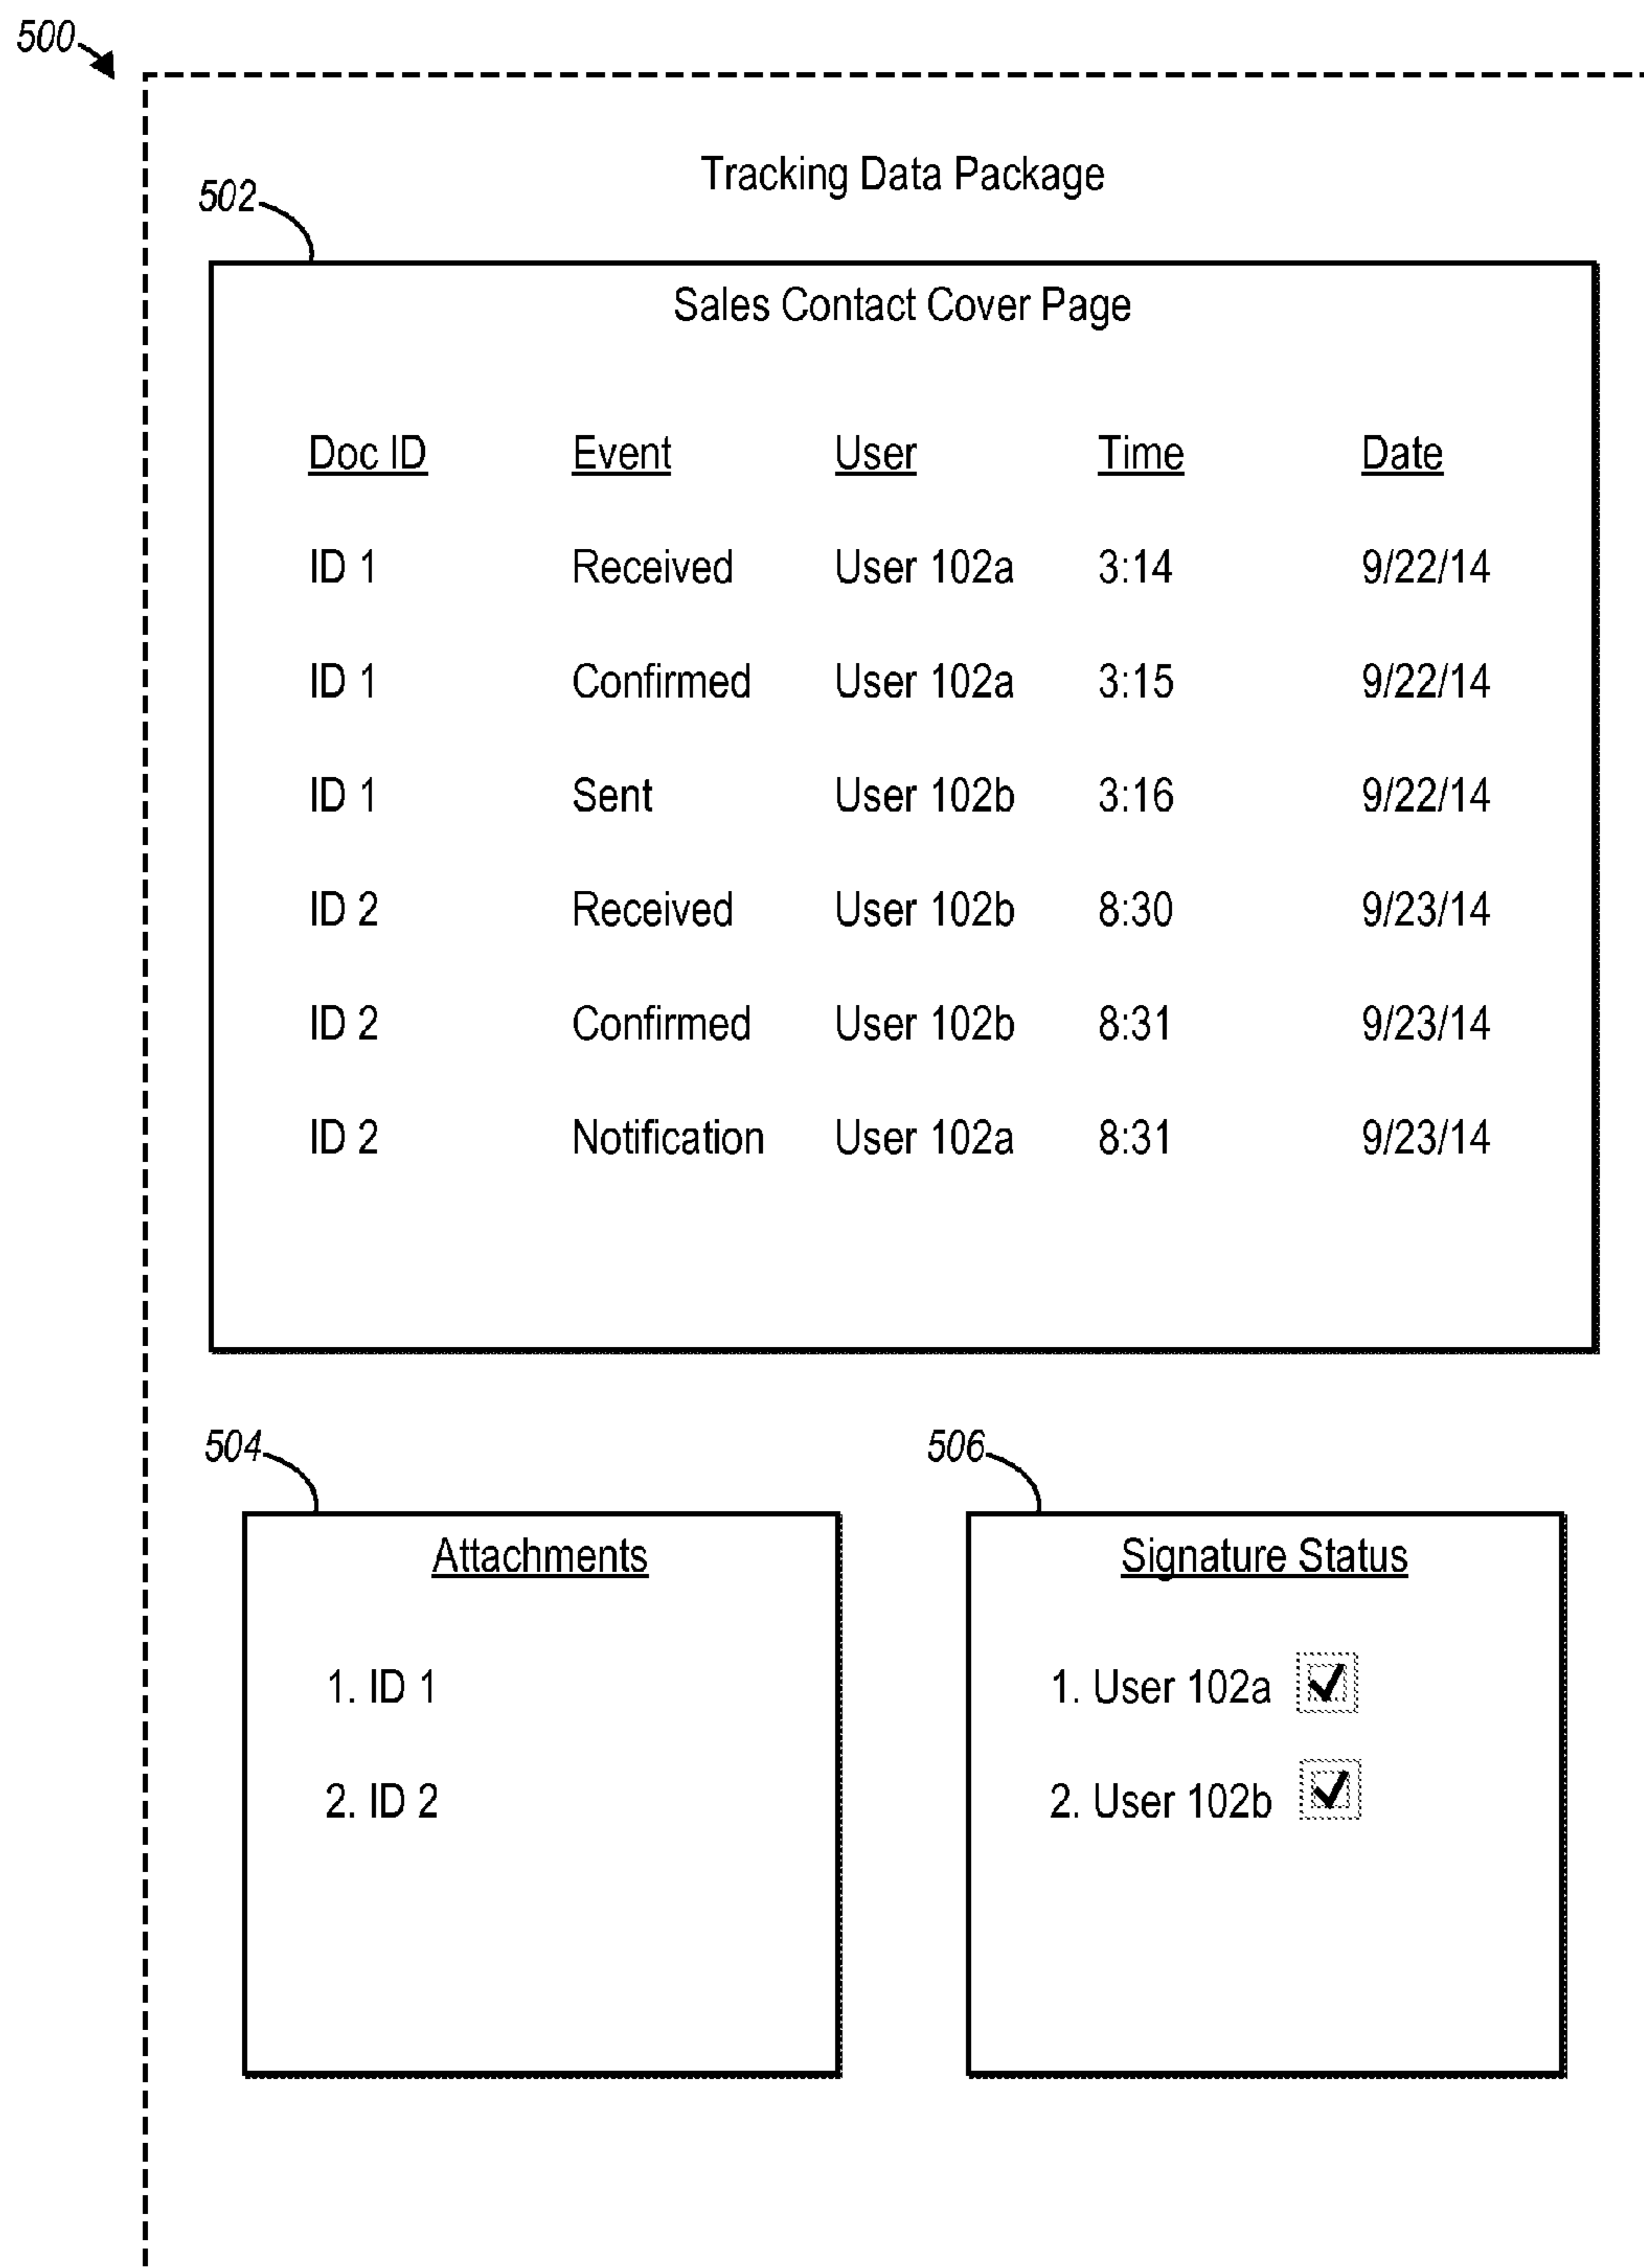 500
Tracking Data Package
502
Sales Contact Cover Page
Doc ID Event User Time Date
ID 1 Received User 102a 3:14 9/22/14
ID 1 Confirmed User 102a 3:15 9/22/14
ID 1 Sent User 102b 3:16 9/22/14
ID 2 Received User 102b 8:30 9/23/14
ID 2 Confirmed User 102b 8:31 9/23/14
ID 2 Notification User 102a 8:31 9/23/14
504
Attachments
1. ID 1
2. ID 2
506
Signature Status
1. User 102a
2. User 102b